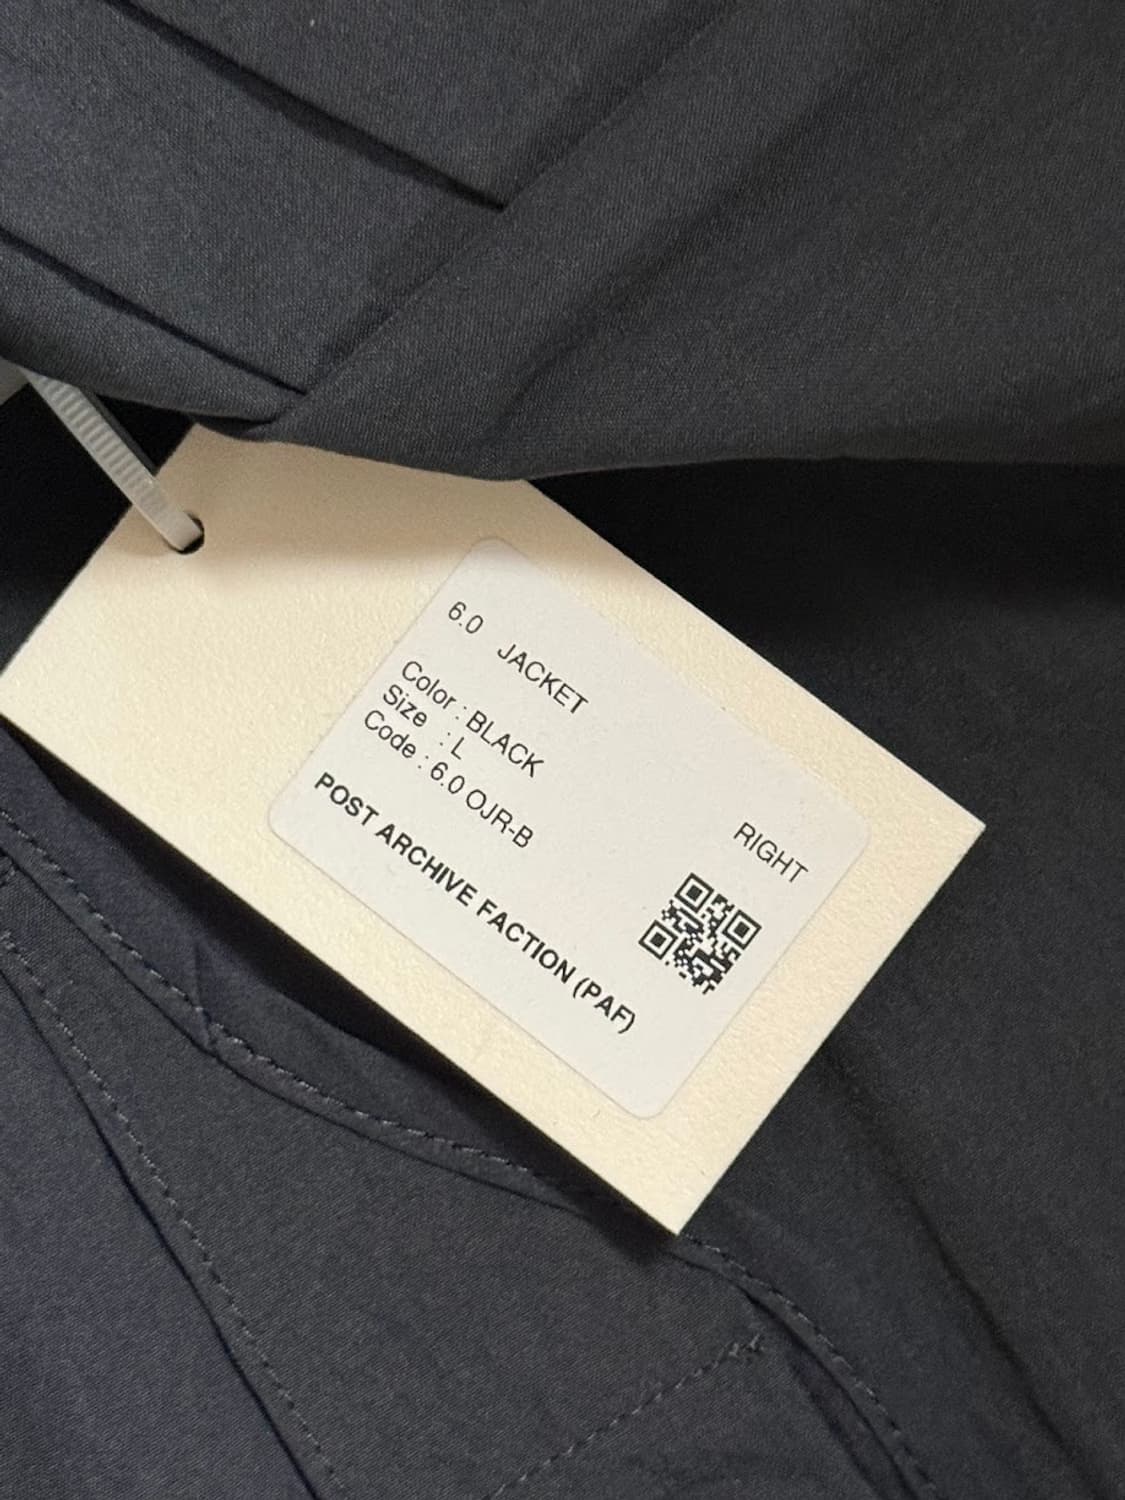 6.0 JACKET
RIGHT
Color : BLACK
Size : L
Code : 6.0 OJR-B
POST ARCHIVE FACTION (PAF)